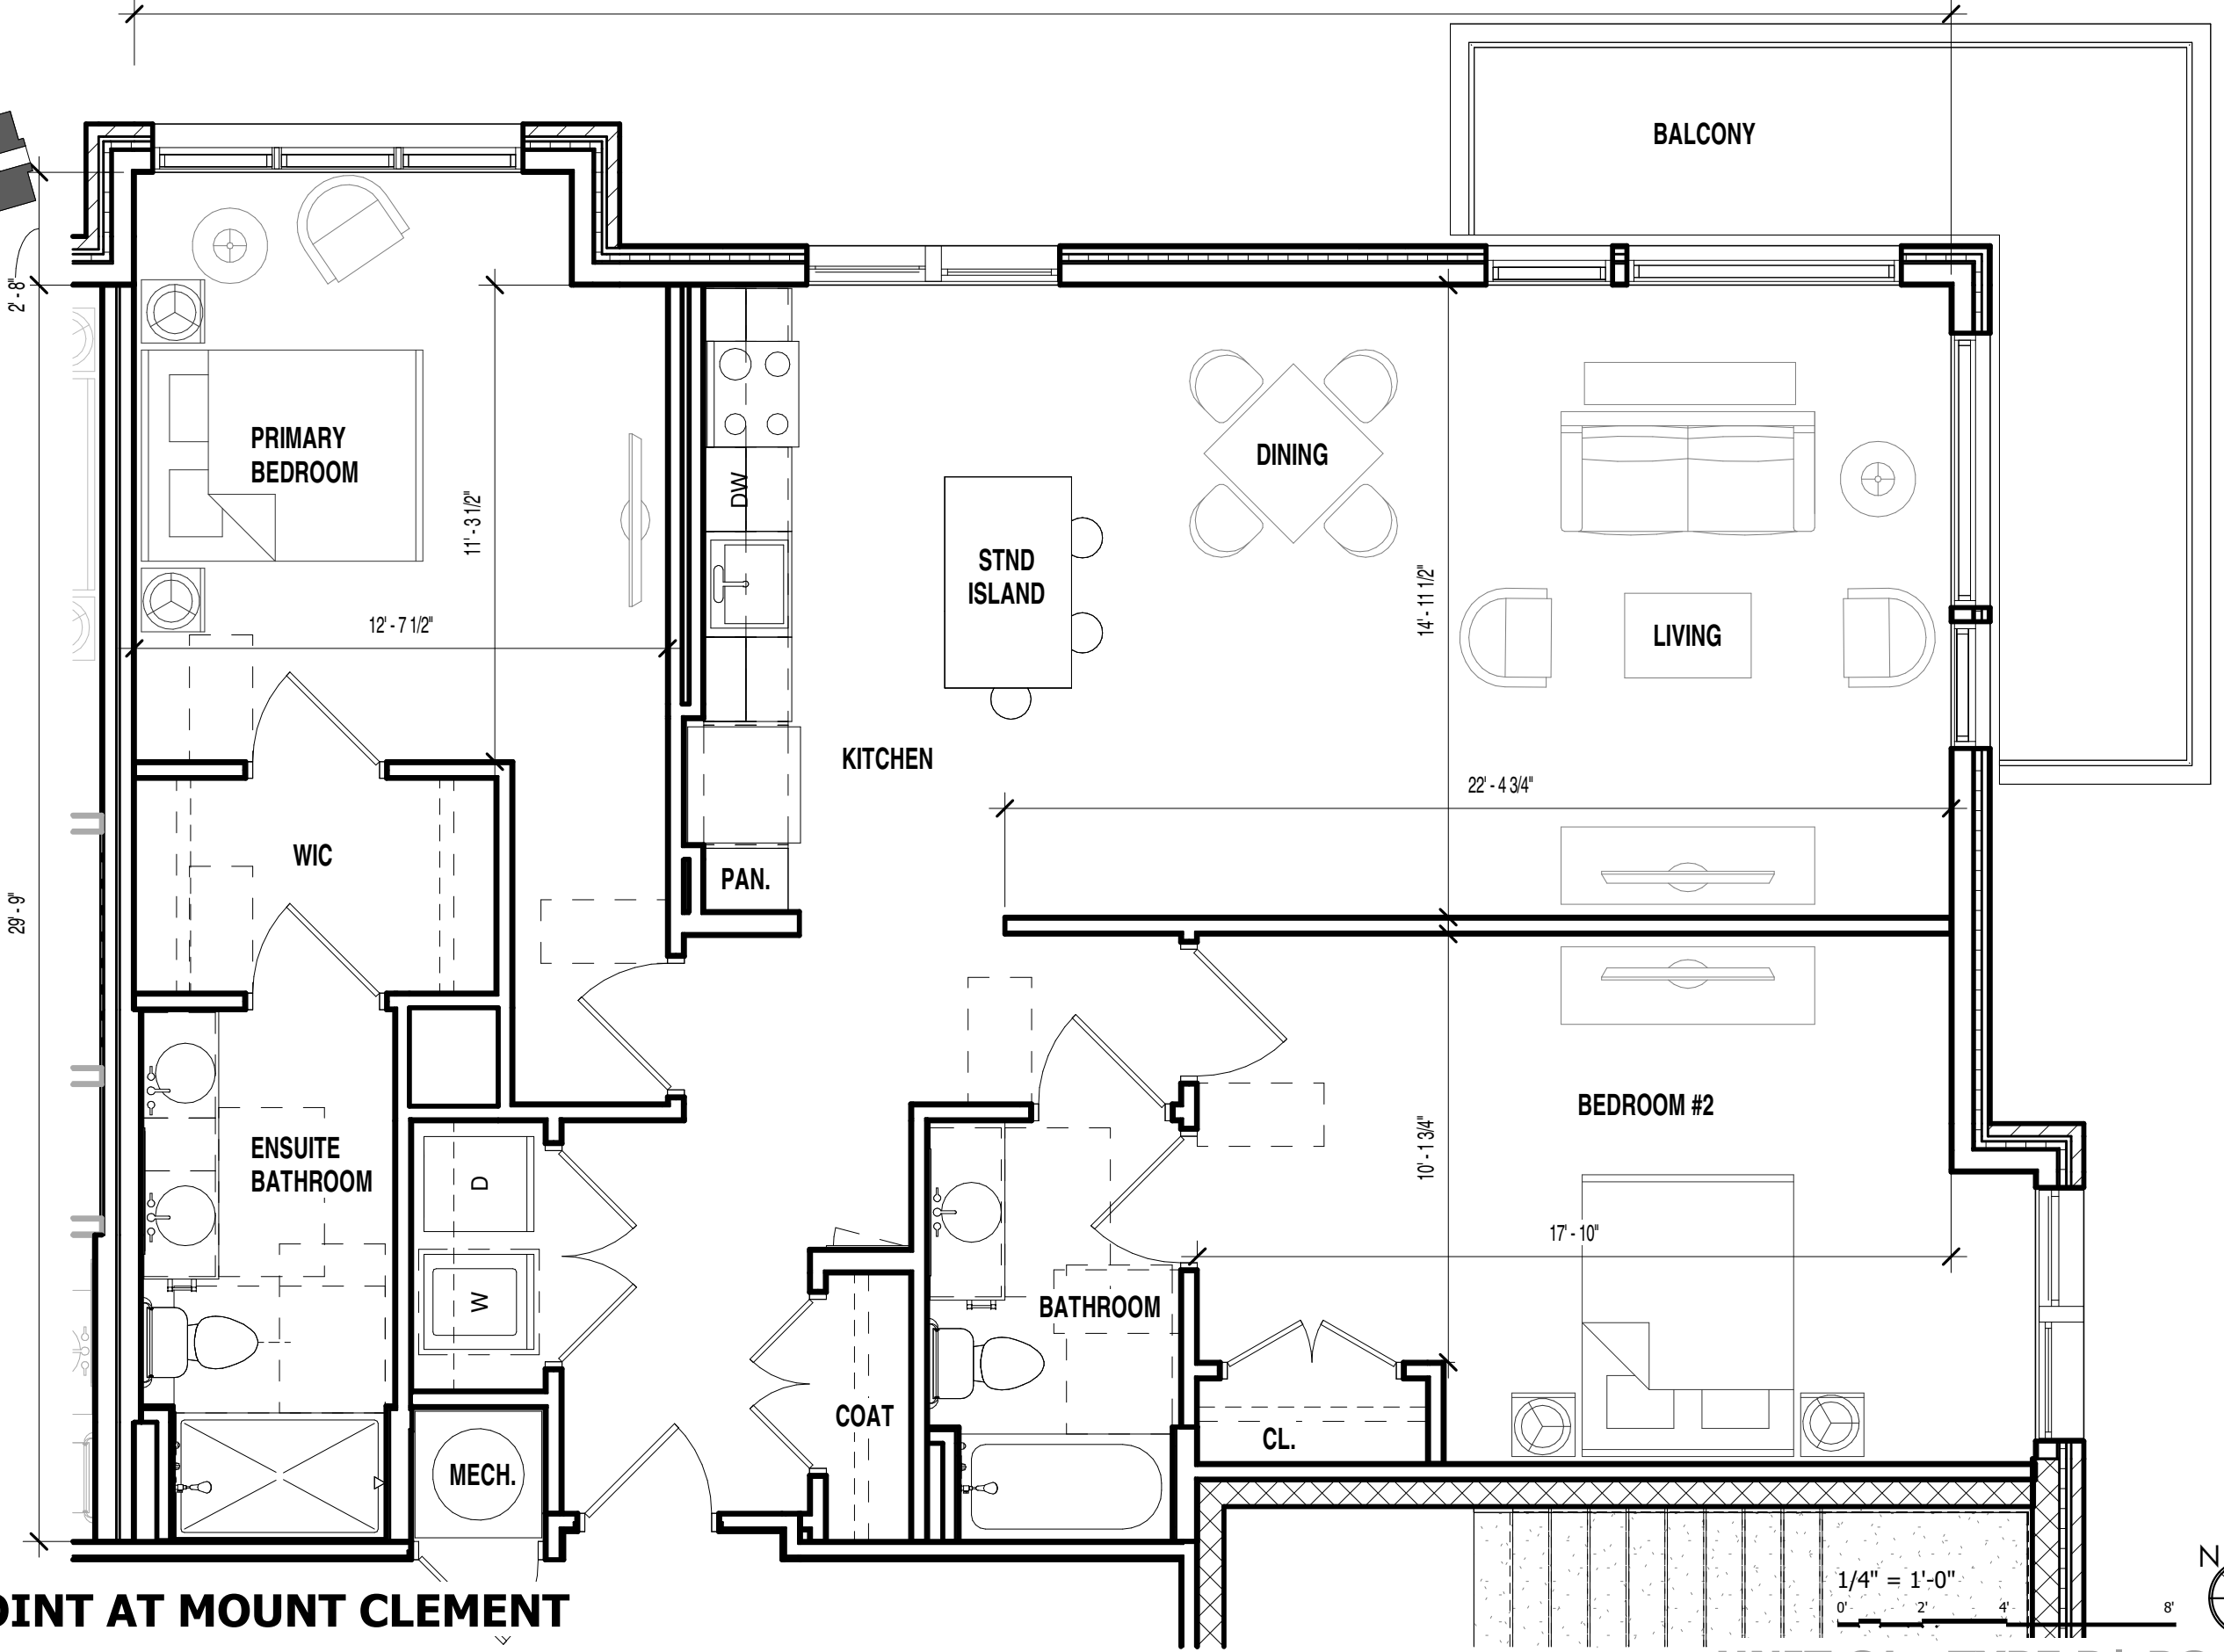 BALCONY
2' - 8"
PRIMARY
BEDROOM
11' - 3 1/2"
12' - 7 1/2"
DW
STND
ISLAND
DINING
14' - 11 1/2"
LIVING
KITCHEN
22' - 4 3/4"
WIC
PAN.
29' - 9"
ENSUITE
BATHROOM
D
W
BEDROOM #2
10' - 1 3/4"
17' - 10"
BATHROOM
COAT
CL.
MECH.
OINT AT MOUNT CLEMENT
1/4" = 1'-0"
0' 2' 4' 8'
N